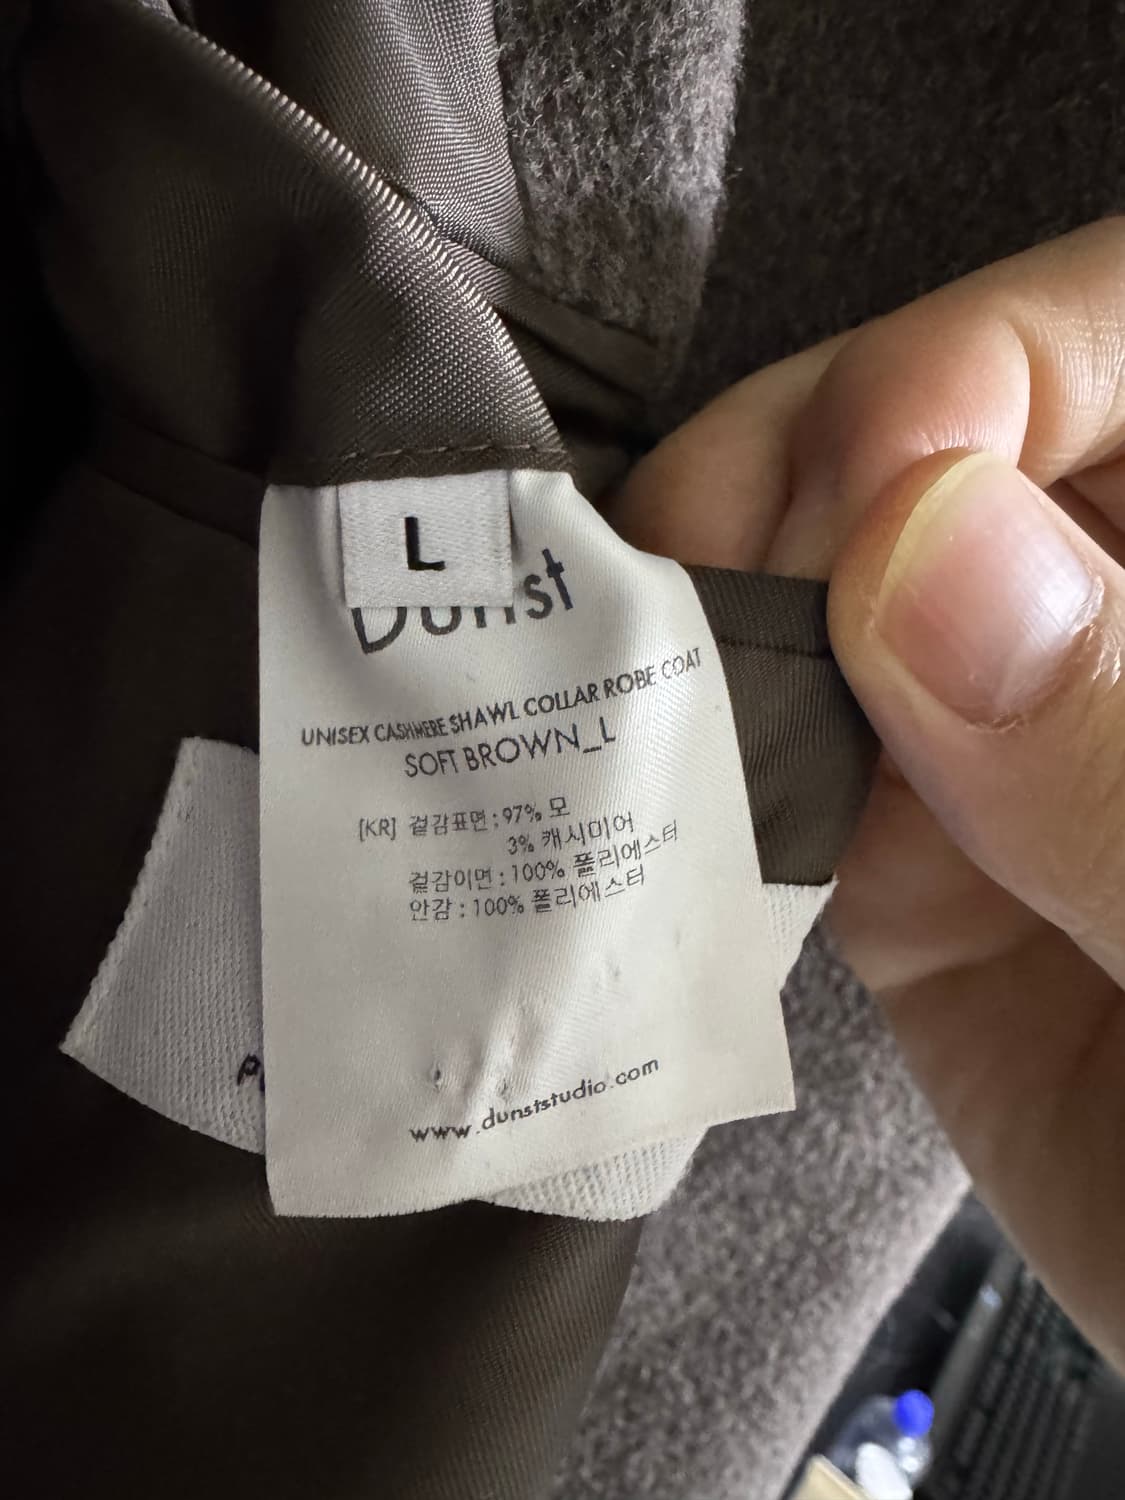 L
Dunst
UNISEX CASHMERE SHAWL COLLAR ROBE COAT
SOFT BROWN_L
[KR] 겉감표면 : 97% 모
3% 캐시미어
겉감이면 : 100% 폴리에스터
안감 : 100% 폴리에스터
www.dunststudio.com